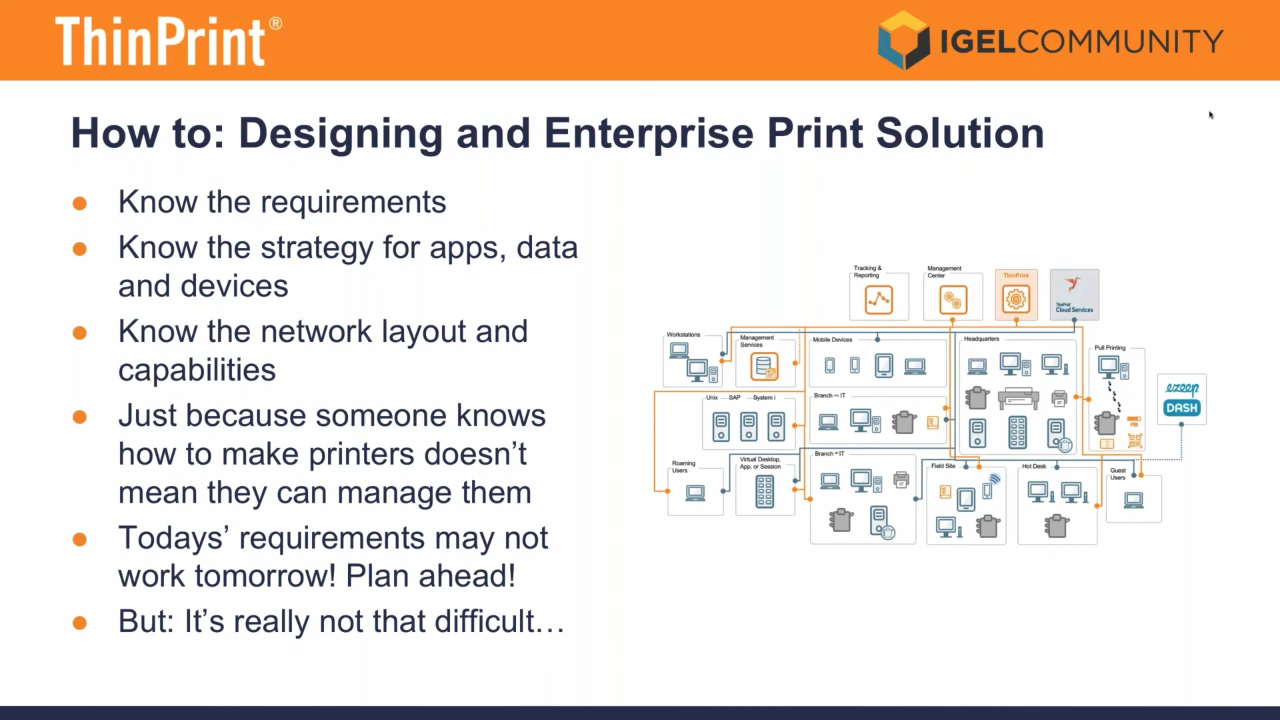 ThinPrint®
IGELCOMMUNITY
How to: Designing and Enterprise Print Solution
● Know the requirements
● Know the strategy for apps, data
and devices
● Know the network layout and
capabilities
● Just because someone knows
how to make printers doesn’t
mean they can manage them
● Todays’ requirements may not
work tomorrow! Plan ahead!
● But: It’s really not that difficult…
Tracking &
Reporting
Management
Center
ThinPrint
Cloud Services
Workstations
Management
Services
Mobile Devices
Headquarters
Pull Printing
ezeep
DASH
Unix
SAP
System i
Branch
IT
Roaming
Users
Virtual Desktop,
App, or Session
Branch
IT
Field Site
Hot Desk
Guest
Users